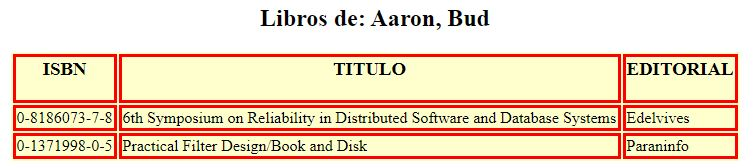 Libros de: Aaron, Bud
ISBN TITULO EDITORIAL
0-8186073-7-8 6th Symposium on Reliability in Distributed Software and Database Systems Edelvives
0-1371998-0-5 Practical Filter Design/Book and Disk Paraninfo